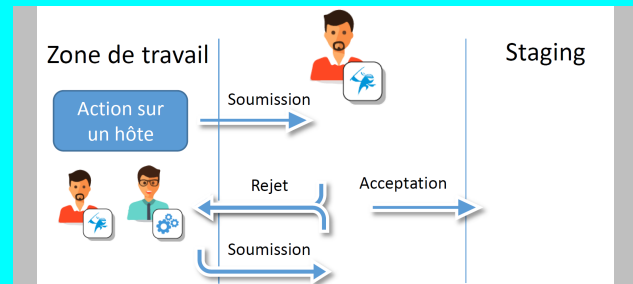 Zone de travail
Staging
Action sur
un hôte
Soumission
Rejet
Acceptation
Soumission